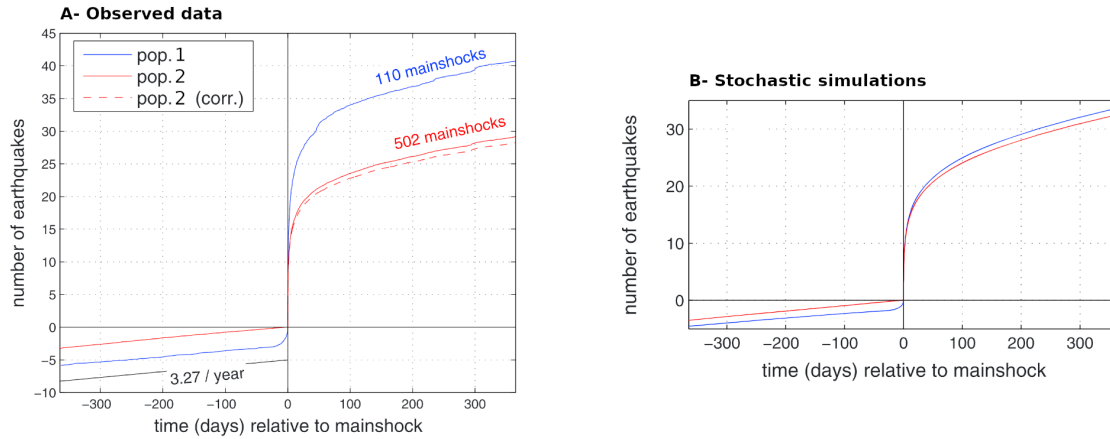 A- Observed data
45
40
35
30
25
20
15
10
5
0
−5
−10
number of earthquakes
pop. 1
pop. 2
pop. 2 (corr.)
110 mainshocks
502 mainshocks
3.27 / year
−300 −200 −100 0 100 200 300
time (days) relative to mainshock
B- Stochastic simulations
30
20
10
0
number of earthquakes
−300 −200 −100 0 100 200 300
time (days) relative to mainshock